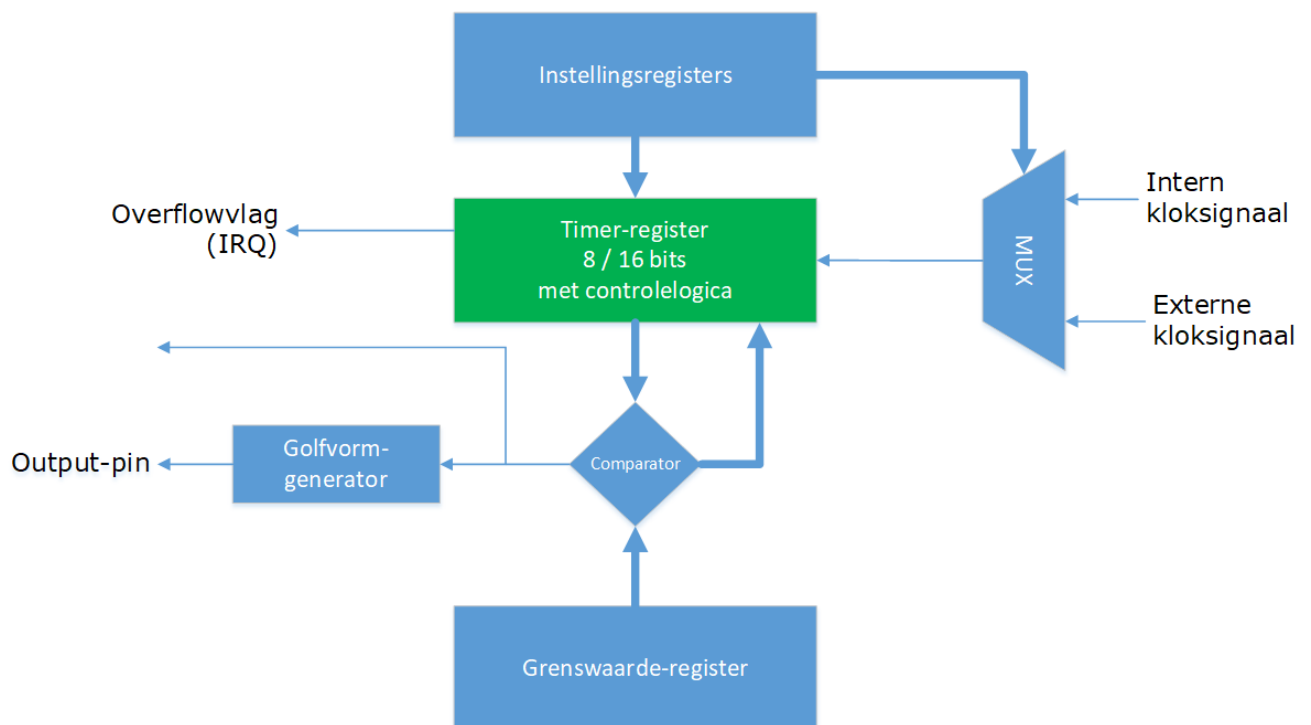 Instellingsregisters
Overflowvlag
(IRQ)
Timer-register
8 / 16 bits
met controlelogica
MUX
Intern
kloksignaal
Externe
kloksignaal
Output-pin
Golfvorm-
generator
Comparator
Grenswaarde-register